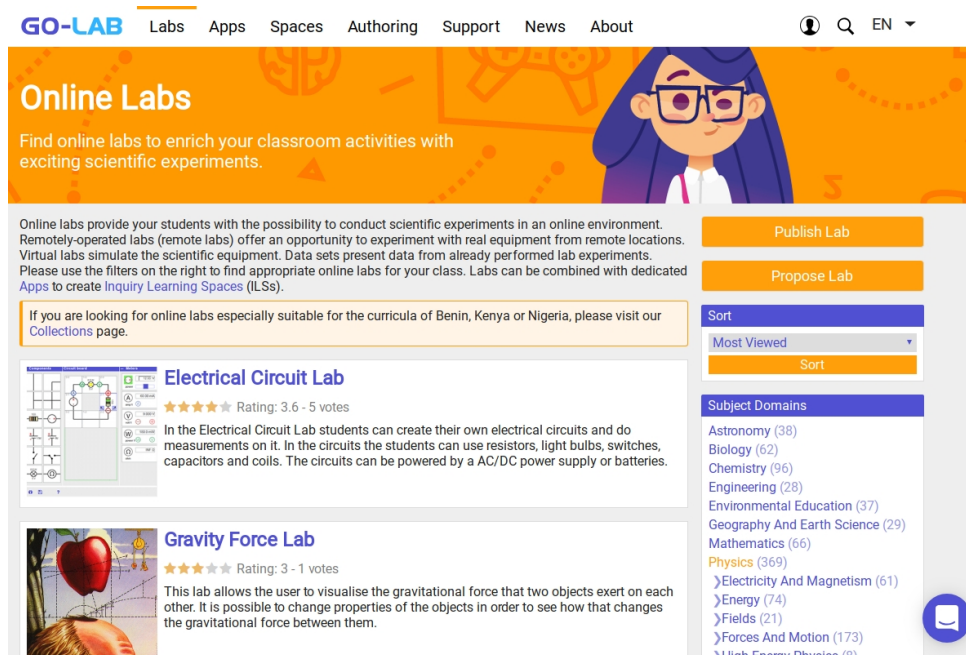 GO-LAB
Labs
Apps
Spaces
Authoring
Support
News
About
EN
Online Labs
Find online labs to enrich your classroom activities with
exciting scientific experiments.
Online labs provide your students with the possibility to conduct scientific experiments in an online environment.
Remotely-operated labs (remote labs) offer an opportunity to experiment with real equipment from remote locations.
Virtual labs simulate the scientific equipment. Data sets present data from already performed lab experiments.
Please use the filters on the right to find appropriate online labs for your class. Labs can be combined with dedicated
Apps to create Inquiry Learning Spaces (ILSs).
If you are looking for online labs especially suitable for the curricula of Benin, Kenya or Nigeria, please visit our
Collections page.
Electrical Circuit Lab
Rating: 3.6 - 5 votes
In the Electrical Circuit Lab students can create their own electrical circuits and do
measurements on it. In the circuits the students can use resistors, light bulbs, switches,
capacitors and coils. The circuits can be powered by a AC/DC power supply or batteries.
Gravity Force Lab
Rating: 3 - 1 votes
This lab allows the user to visualise the gravitational force that two objects exert on each
other. It is possible to change properties of the objects in order to see how that changes
the gravitational force between them.
Publish Lab
Propose Lab
Sort
Most Viewed
Sort
Subject Domains
Astronomy (38)
Biology (62)
Chemistry (96)
Engineering (28)
Environmental Education (37)
Geography And Earth Science (29)
Mathematics (66)
Physics (369)
Electricity And Magnetism (61)
Energy (74)
Fields (21)
Forces And Motion (173)
High Energy Physics (8)